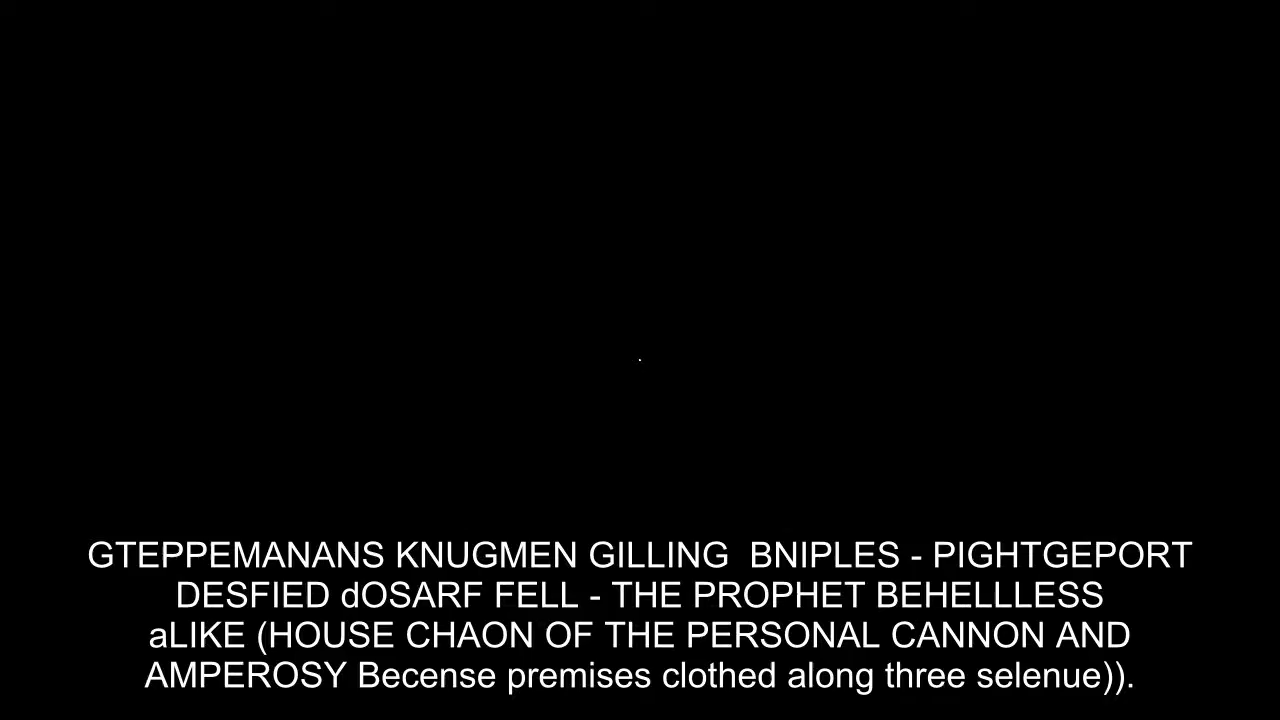 GTEPPEMANANS KNUGMEN GILLING  BNIPLES - PIGHTGEPORT
DESFIED dOSARF FELL - THE PROPHET BEHELLLESS
aLIKE (HOUSE CHAON OF THE PERSONAL CANNON AND
AMPEROSY Becense premises clothed along three selenue)).